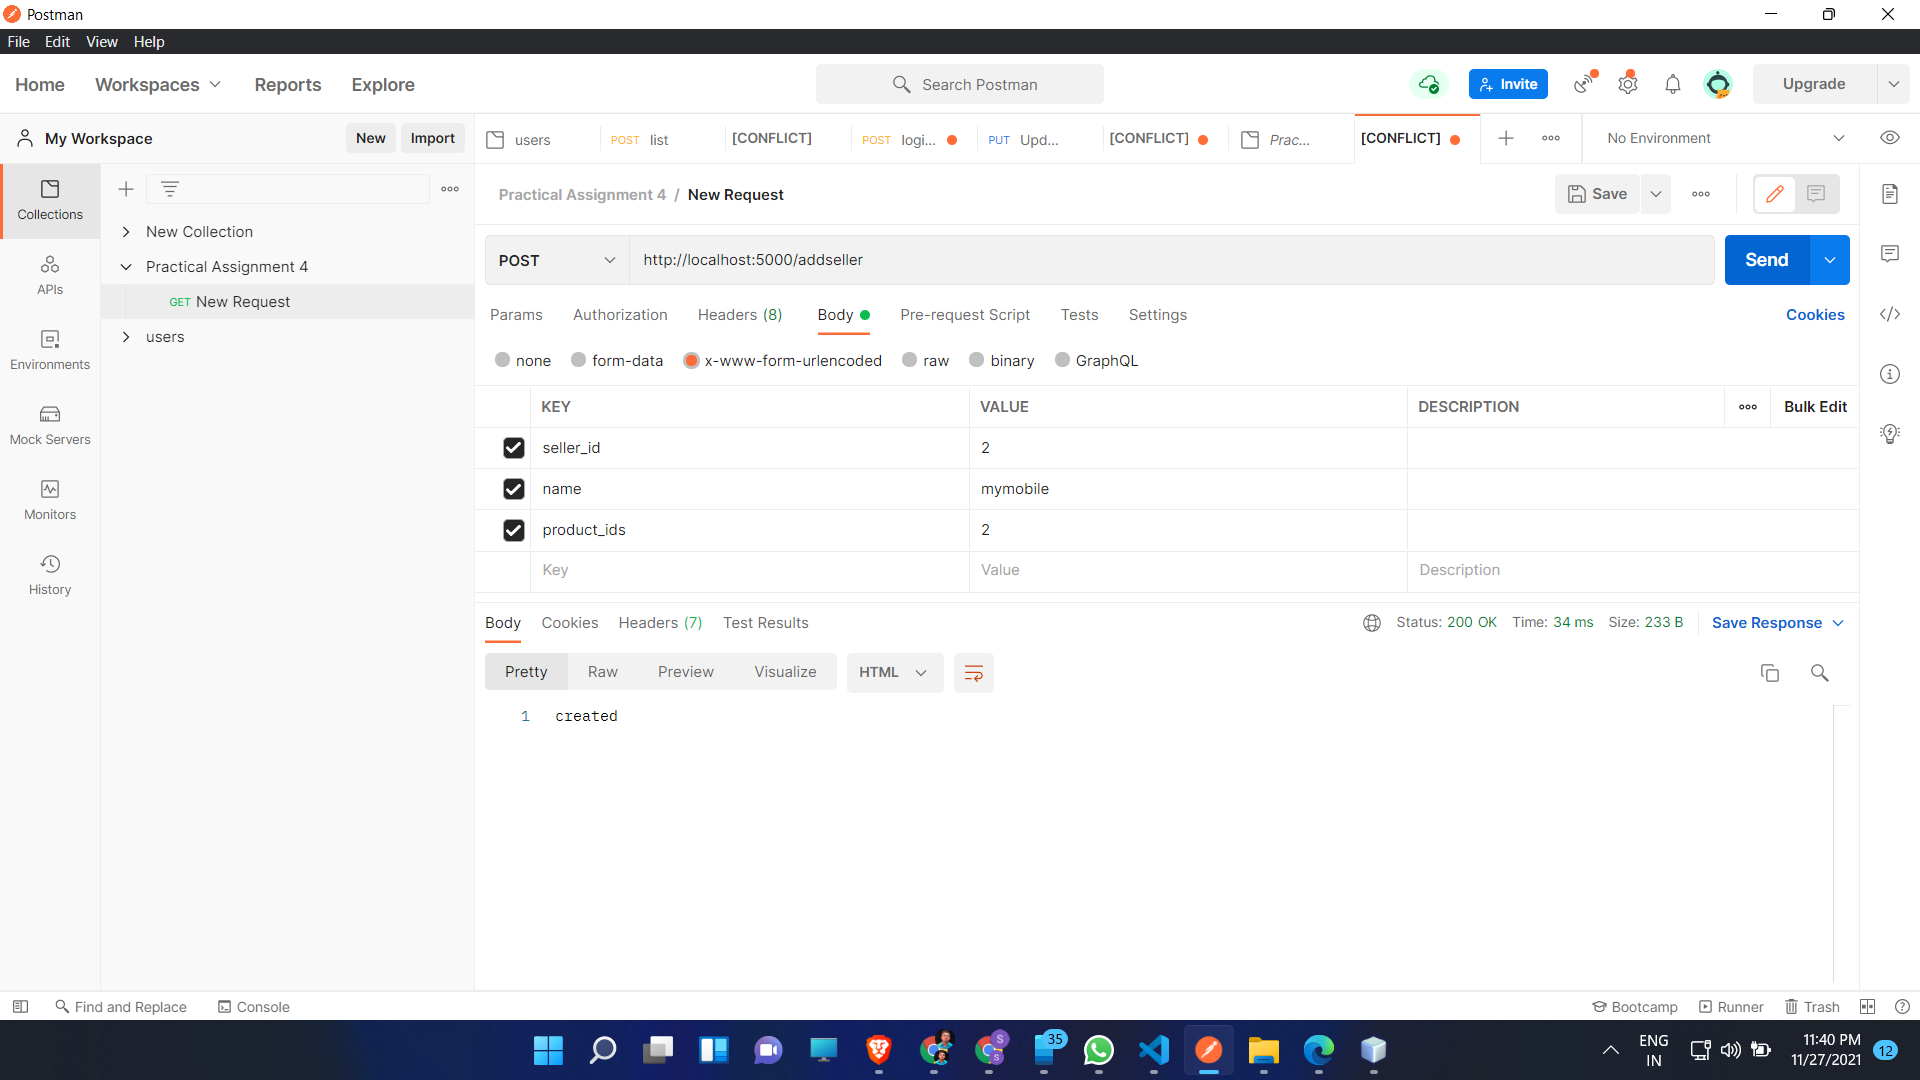 Postman
File Edit View Help
Home Workspaces Reports Explore
Search Postman
Invite
Upgrade
My Workspace
New Import
users
POST list
[CONFLICT]
POST logi...
PUT Upd...
[CONFLICT]
Prac...
[CONFLICT]
No Environment
Collections
APIs
Environments
Mock Servers
Monitors
History
New Collection
Practical Assignment 4
GET New Request
users
Practical Assignment 4 / New Request
Save
POST http://localhost:5000/addseller
Send
Params Authorization Headers (8) Body Pre-request Script Tests Settings Cookies
none form-data x-www-form-urlencoded raw binary GraphQL
KEY VALUE DESCRIPTION Bulk Edit
seller_id 2
name mymobile
product_ids 2
Key Value Description
Body Cookies Headers (7) Test Results Status: 200 OK Time: 34 ms Size: 233 B Save Response
Pretty Raw Preview Visualize HTML
1 created
Find and Replace Console Bootcamp Runner Trash
S
S
35
ENG
IN
11:40 PM
11/27/2021
12